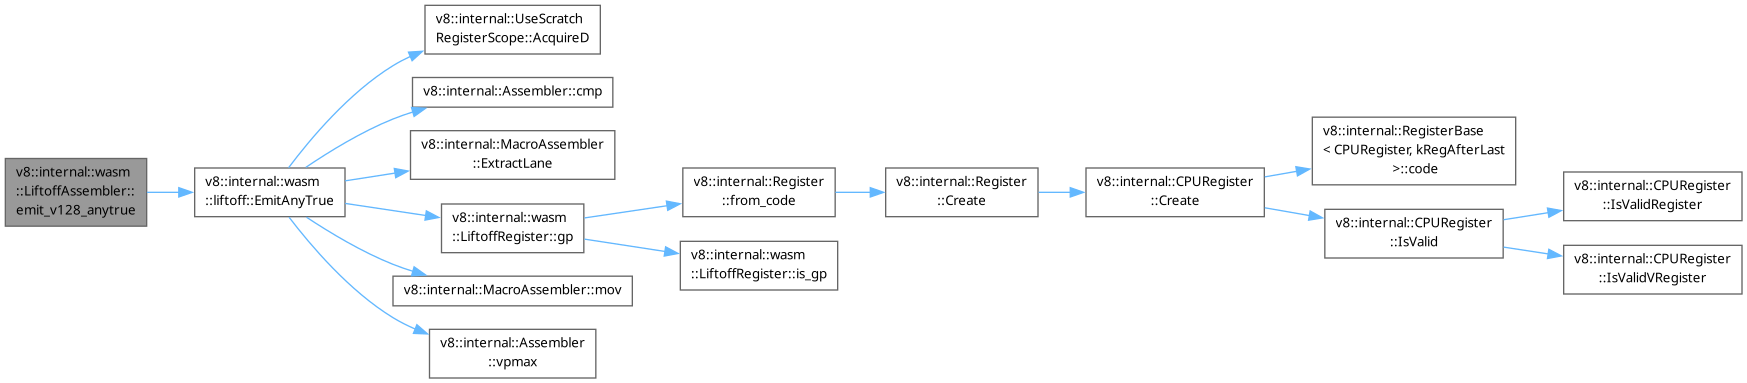 v8::internal::UseScratch
RegisterScope::AcquireD
v8::internal::Assembler::cmp
v8::internal::MacroAssembler
::ExtractLane
v8::internal::wasm
::LiftoffAssembler::
emit_v128_anytrue
v8::internal::wasm
::liftoff::EmitAnyTrue
v8::internal::wasm
::LiftoffRegister::gp
v8::internal::MacroAssembler::mov
v8::internal::Assembler
::vpmax
v8::internal::Register
::from_code
v8::internal::wasm
::LiftoffRegister::is_gp
v8::internal::Register
::Create
v8::internal::CPURegister
::Create
v8::internal::RegisterBase
< CPURegister, kRegAfterLast
>::code
v8::internal::CPURegister
::IsValid
v8::internal::CPURegister
::IsValidRegister
v8::internal::CPURegister
::IsValidVRegister